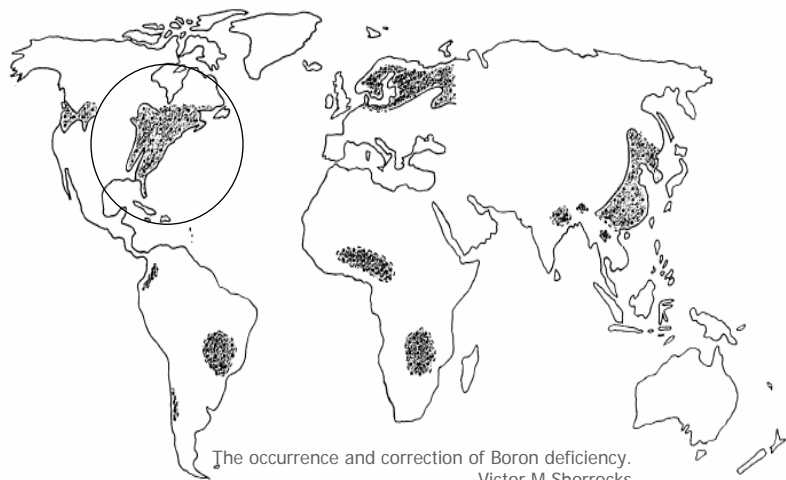 The occurrence and correction of Boron deficiency.
Victor M Shorrocks